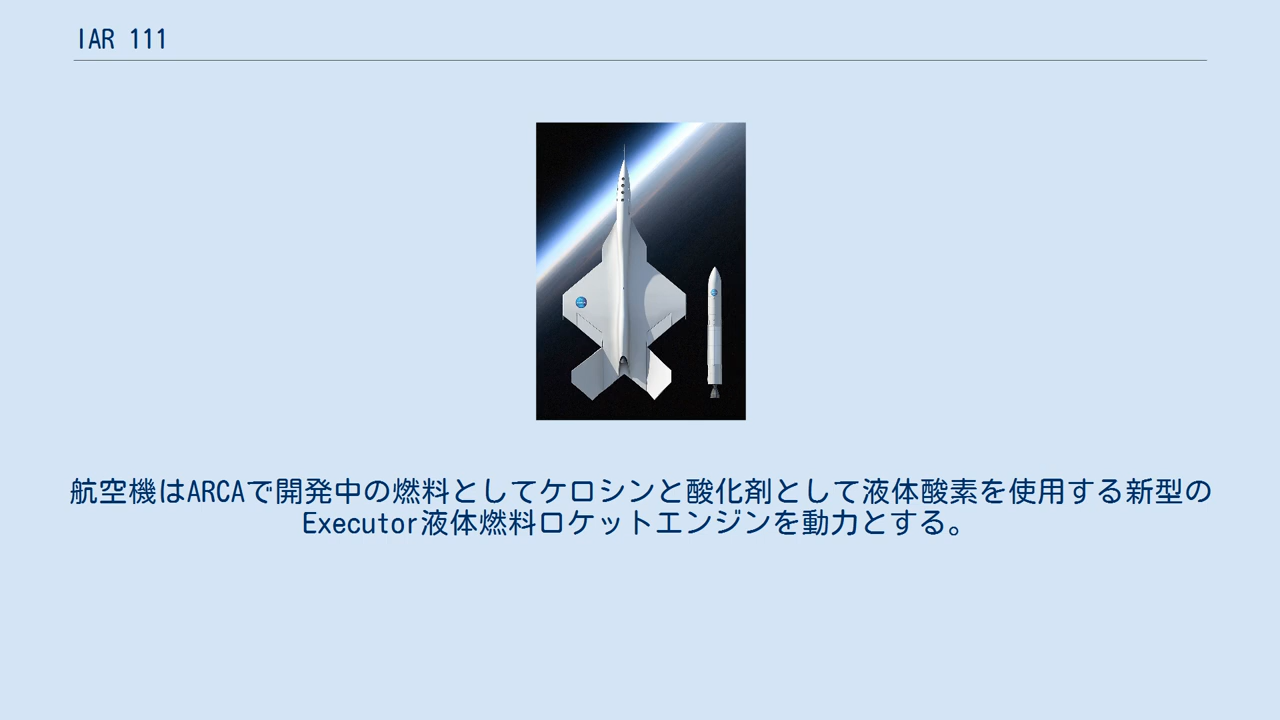 IAR 111
航空機はARCAで開発中の燃料としてケロシンと酸化剤として液体酸素を使用する新型の
Executor液体燃料ロケットエンジンを動力とする。